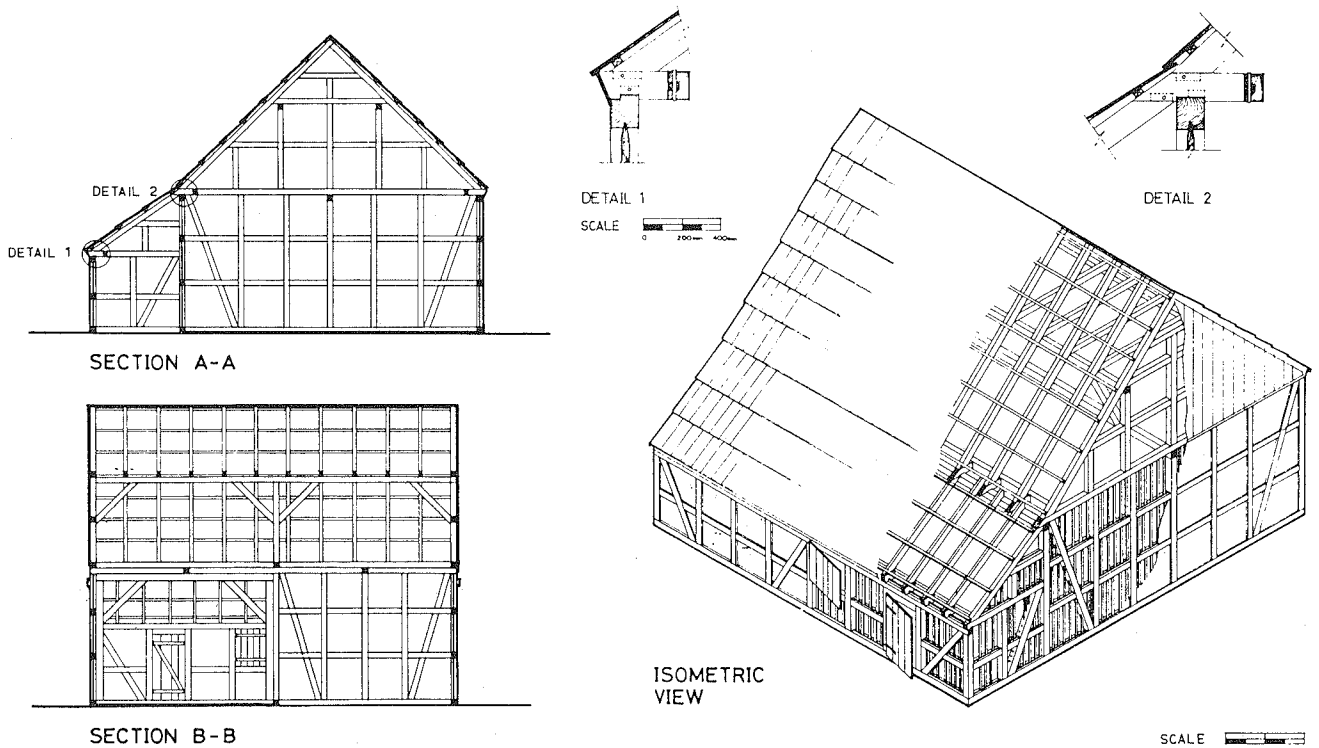 DETAIL 2
DETAIL 1
SECTION A-A
SECTION B-B
DETAIL 1
SCALE
0 200mm 400mm
DETAIL 2
ISOMETRIC
VIEW
SCALE